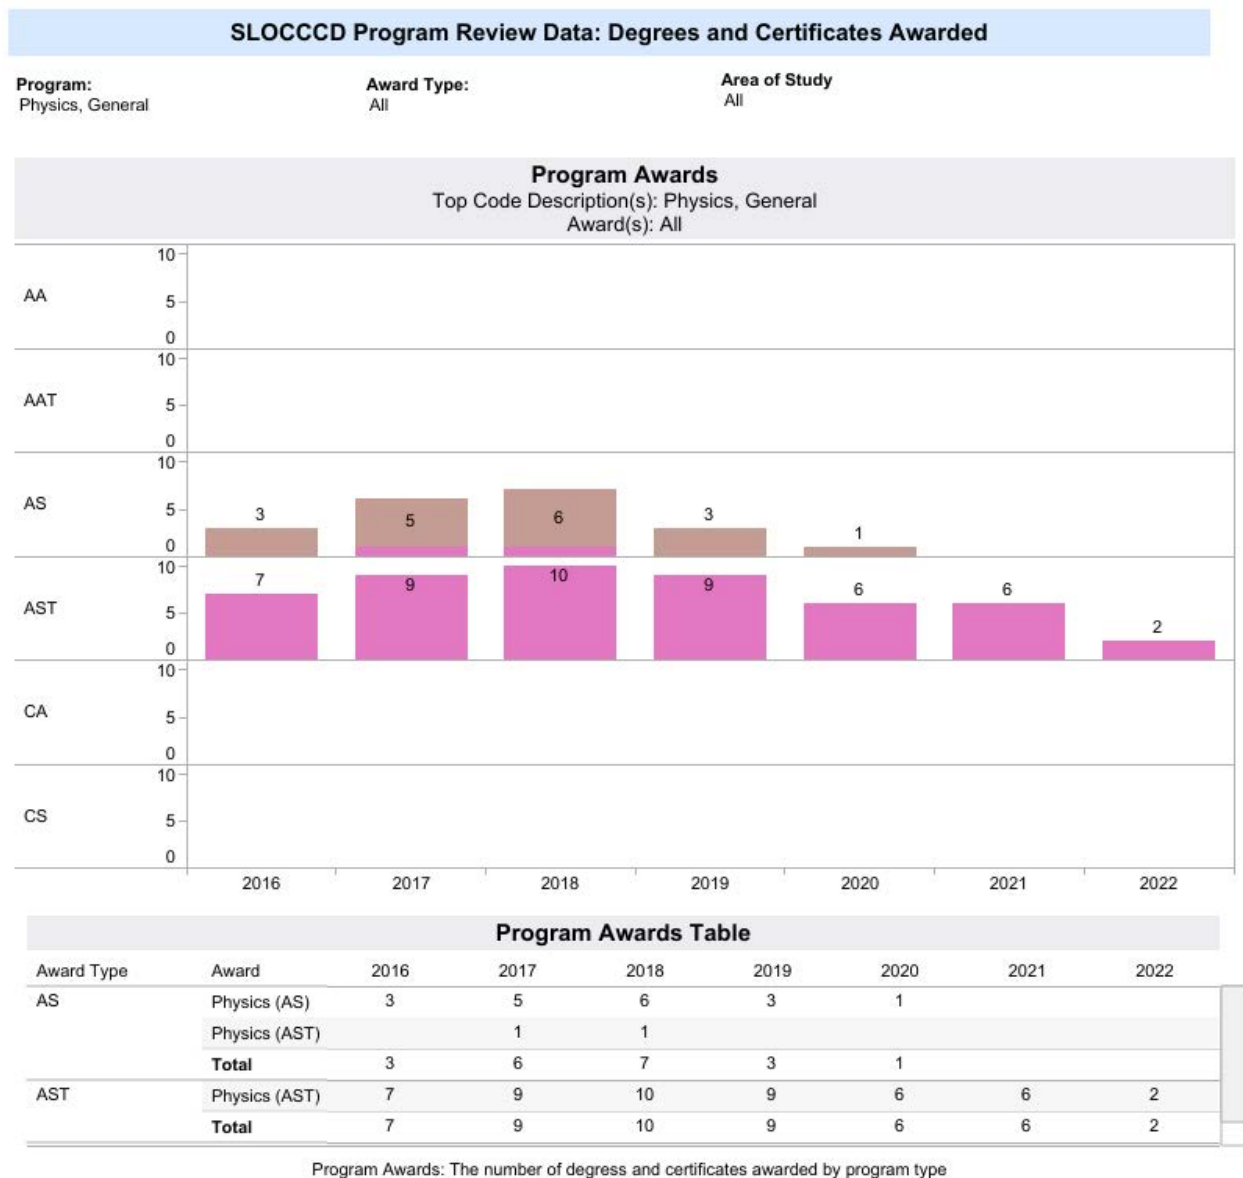 SLOCCCD Program Review Data: Degrees and Certificates Awarded
Program: Award Type: Area of Study
Physics, General All All
Program Awards
Top Code Description(s): Physics, General
Award(s): All
10
AA 5
0
10
AAT 5
0
10
AS 5 3 5 6 3 1
0
10 7 9 10 9
AST 5 6 6 2
0
10
CA 5
0
10
CS 5
0
2016 2017 2018 2019 2020 2021 2022
Program Awards Table
Award Type Award 2016 2017 2018 2019 2020 2021 2022
AS Physics (AS) 3 5 6 3 1
Physics (AST) 1 1
Total 3 6 7 3 1
AST Physics (AST) 7 9 10 9 6 6 2
Total 7 9 10 9 6 6 2
Program Awards: The number of degress and certificates awarded by program type